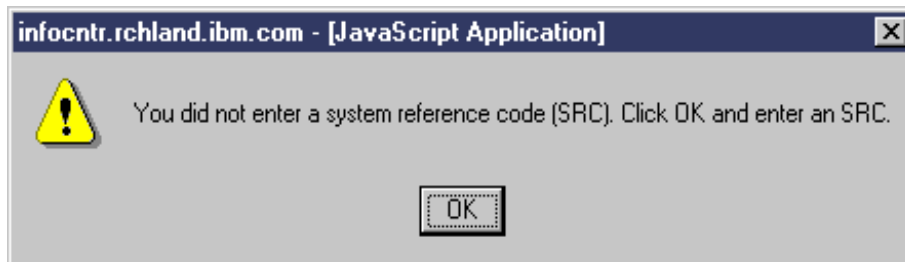 infocntr.rchland.ibm.com - [JavaScript Application]
You did not enter a system reference code (SRC). Click OK and enter an SRC.
OK